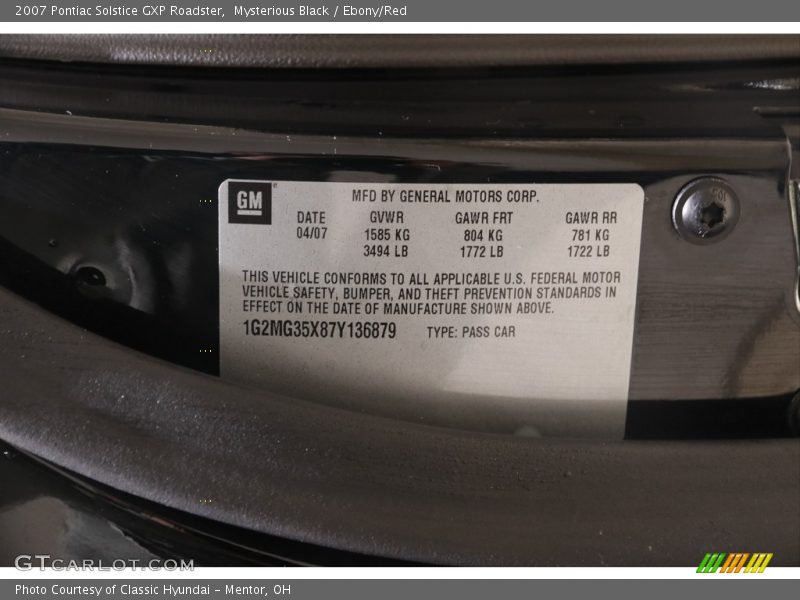 2007 Pontiac Solstice GXP Roadster,  Mysterious Black / Ebony/Red
GM
MFD BY GENERAL MOTORS CORP.
DATE GVWR GAWR FRT GAWR RR
04/07 1585 KG 804 KG 781 KG
3494 LB 1772 LB 1722 LB
THIS VEHICLE CONFORMS TO ALL APPLICABLE U.S. FEDERAL MOTOR
VEHICLE SAFETY, BUMPER, AND THEFT PREVENTION STANDARDS IN
EFFECT ON THE DATE OF MANUFACTURE SHOWN ABOVE.
1G2MG35X87Y136879 TYPE: PASS CAR
GTCARLOT.COM
Photo Courtesy of Classic Hyundai - Mentor, OH